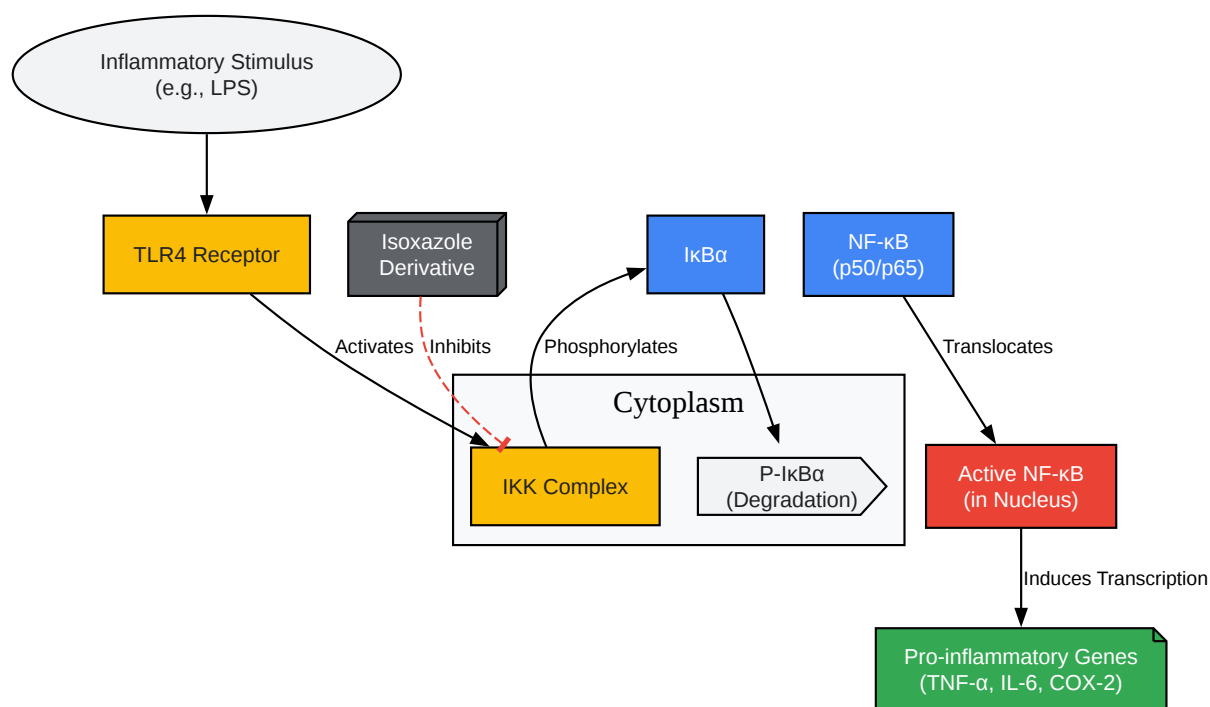 Inflammatory Stimulus
(e.g., LPS)
TLR4 Receptor
Isoxazole
Derivative
IκBα
NF-κB
(p50/p65)
Activates
Inhibits
Phosphorylates
Translocates
Cytoplasm
IKK Complex
P-IκBα
(Degradation)
Active NF-κB
(in Nucleus)
Induces Transcription
Pro-inflammatory Genes
(TNF-α, IL-6, COX-2)